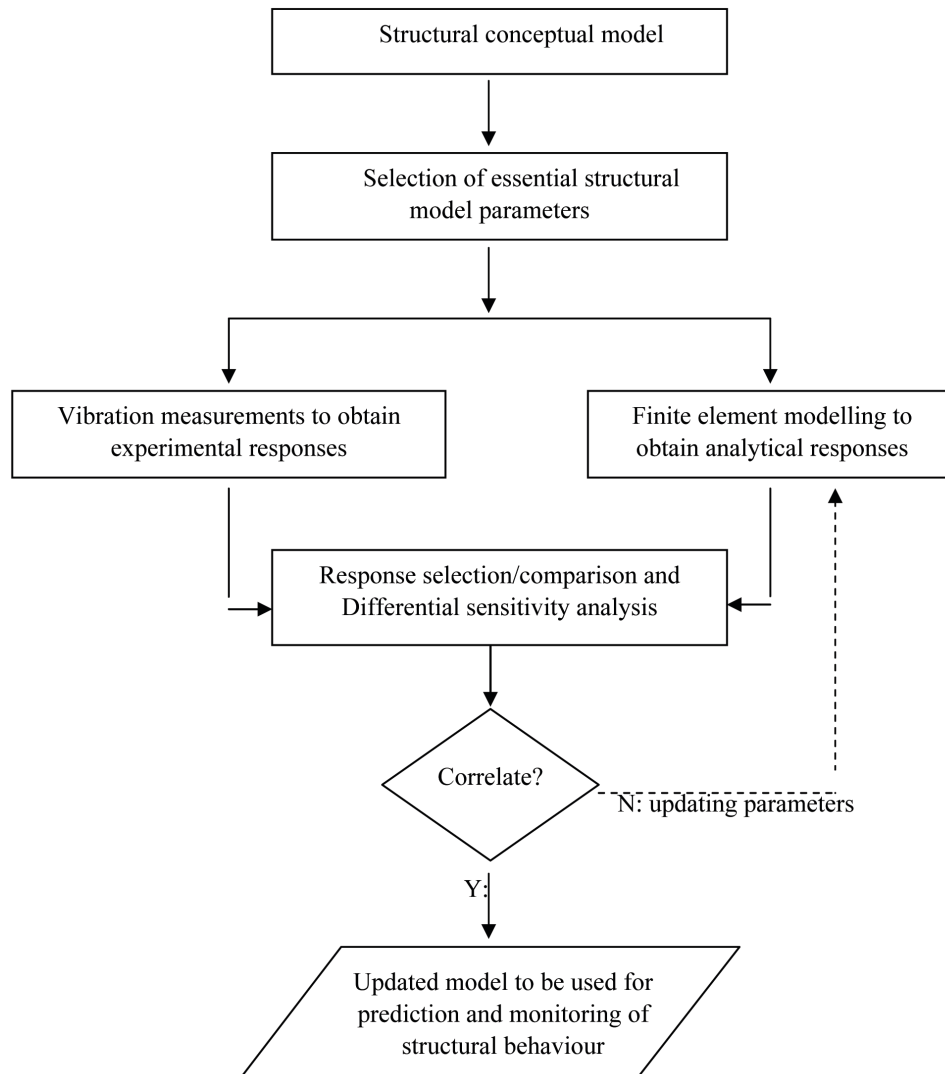 Structural conceptual model
Selection of essential structural
model parameters
Vibration measurements to obtain
experimental responses
Finite element modelling to
obtain analytical responses
Response selection/comparison and
Differential sensitivity analysis
Correlate?
N: updating parameters
Y:
Updated model to be used for
prediction and monitoring of
structural behaviour